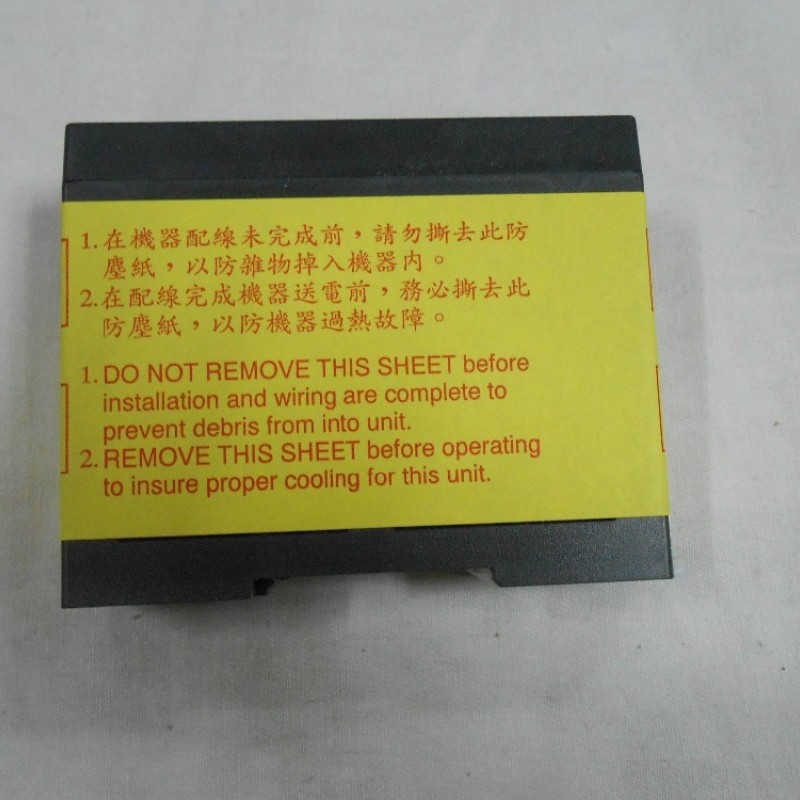 1.在機器配線未完成前，請勿撕去此防
塵紙，以防雜物掉入機器內。
2.在配線完成機器送電前，務必撕去此
防塵紙，以防機器過熱故障。
1. DO NOT REMOVE THIS SHEET before
installation and wiring are complete to
prevent debris from into unit.
2. REMOVE THIS SHEET before operating
to insure proper cooling for this unit.